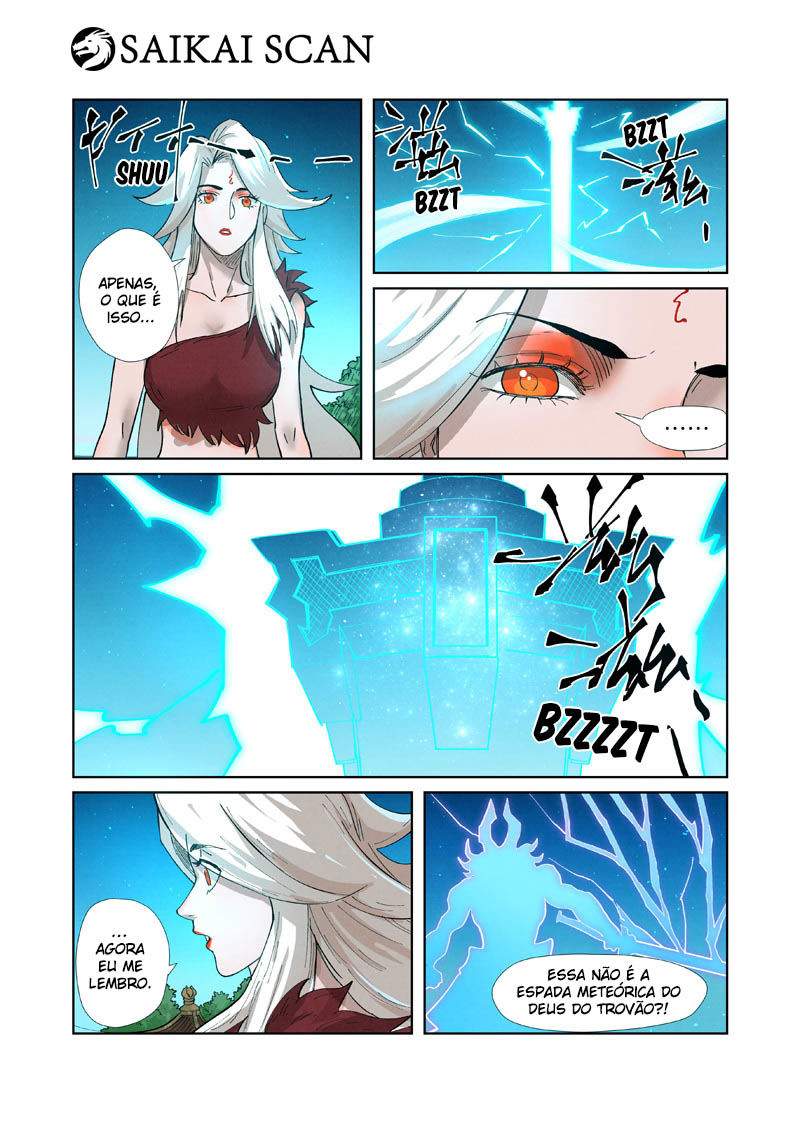 SAIKAI SCAN
SHUU
APENAS,
O QUE É
ISSO...
BZZT
BZZT
......
BZZZZT
...
AGORA
EU ME
LEMBRO.
ESSA NÃO É A
ESPADA METEÓRICA DO
DEUS DO TROVÃO?!